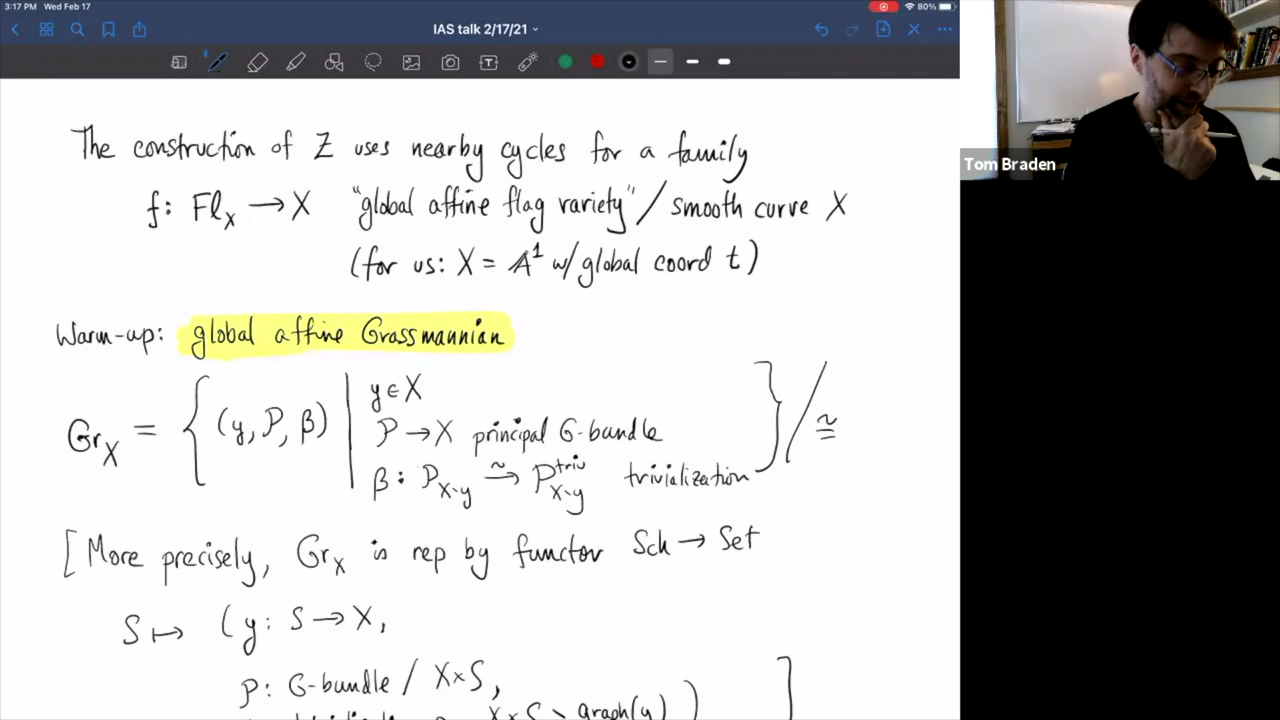 3:17 PM Wed Feb 17
80%
IAS talk 2/17/21
The construction of Z uses nearby cycles for a family
f: Fl_X → X "global affine flag variety" / smooth curve X
(for us: X = A¹ w/ global coord t)
Warm-up: global affine Grassmannian
Gr_X = { (y, P, β) | y ∈ X
P → X principal G-bundle
β: P_{X∖y} ≃→ P^{triv}_{X∖y} trivialization } / ≅
[More precisely, Gr_X is rep by functor Sch → Set
S ↦ (y: S → X,
P: G-bundle / X×S,
X×S ∖ graph(y) ) ]
Tom Braden